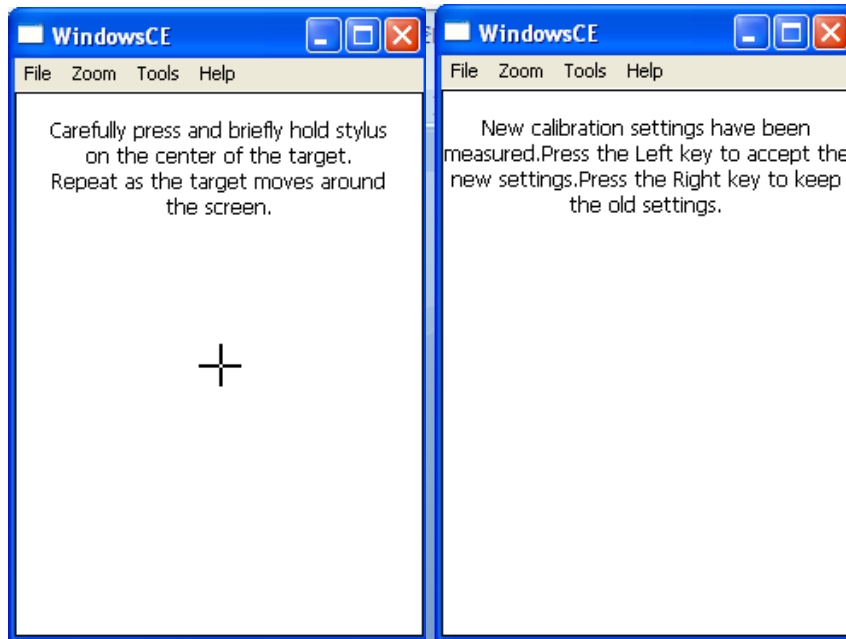 WindowsCE
File Zoom Tools Help
Carefully press and briefly hold stylus
on the center of the target.
Repeat as the target moves around
the screen.
WindowsCE
File Zoom Tools Help
New calibration settings have been
measured.Press the Left key to accept the
new settings.Press the Right key to keep
the old settings.